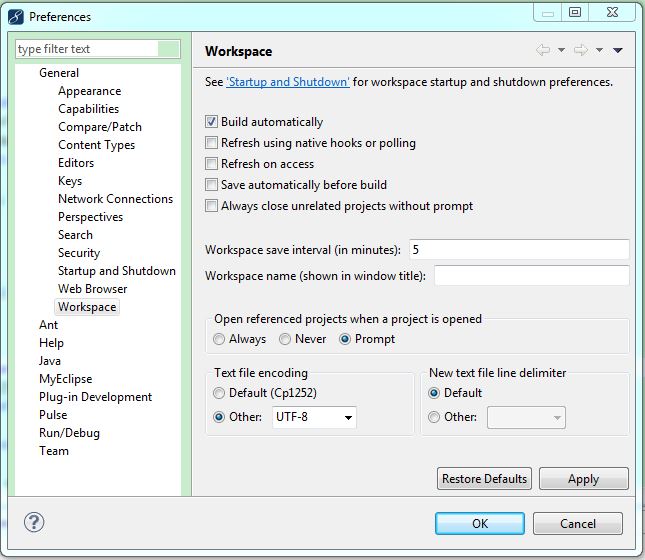 Preferences
type filter text
General
Appearance
Capabilities
Compare/Patch
Content Types
Editors
Keys
Network Connections
Perspectives
Search
Security
Startup and Shutdown
Web Browser
Workspace
Ant
Help
Java
MyEclipse
Plug-in Development
Pulse
Run/Debug
Team
Workspace
See 'Startup and Shutdown' for workspace startup and shutdown preferences.
Build automatically
Refresh using native hooks or polling
Refresh on access
Save automatically before build
Always close unrelated projects without prompt
Workspace save interval (in minutes): 5
Workspace name (shown in window title):
Open referenced projects when a project is opened
Always Never Prompt
Text file encoding
Default (Cp1252)
Other: UTF-8
New text file line delimiter
Default
Other:
Restore Defaults Apply
? OK Cancel